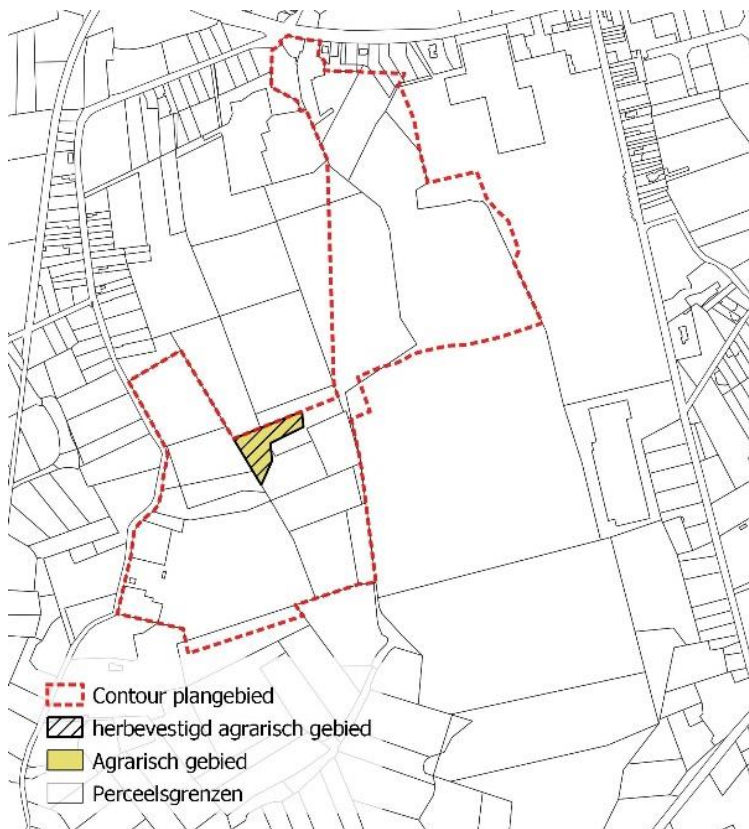 Contour plangebied
herbevestigd agrarisch gebied
Agrarisch gebied
Perceelsgrenzen